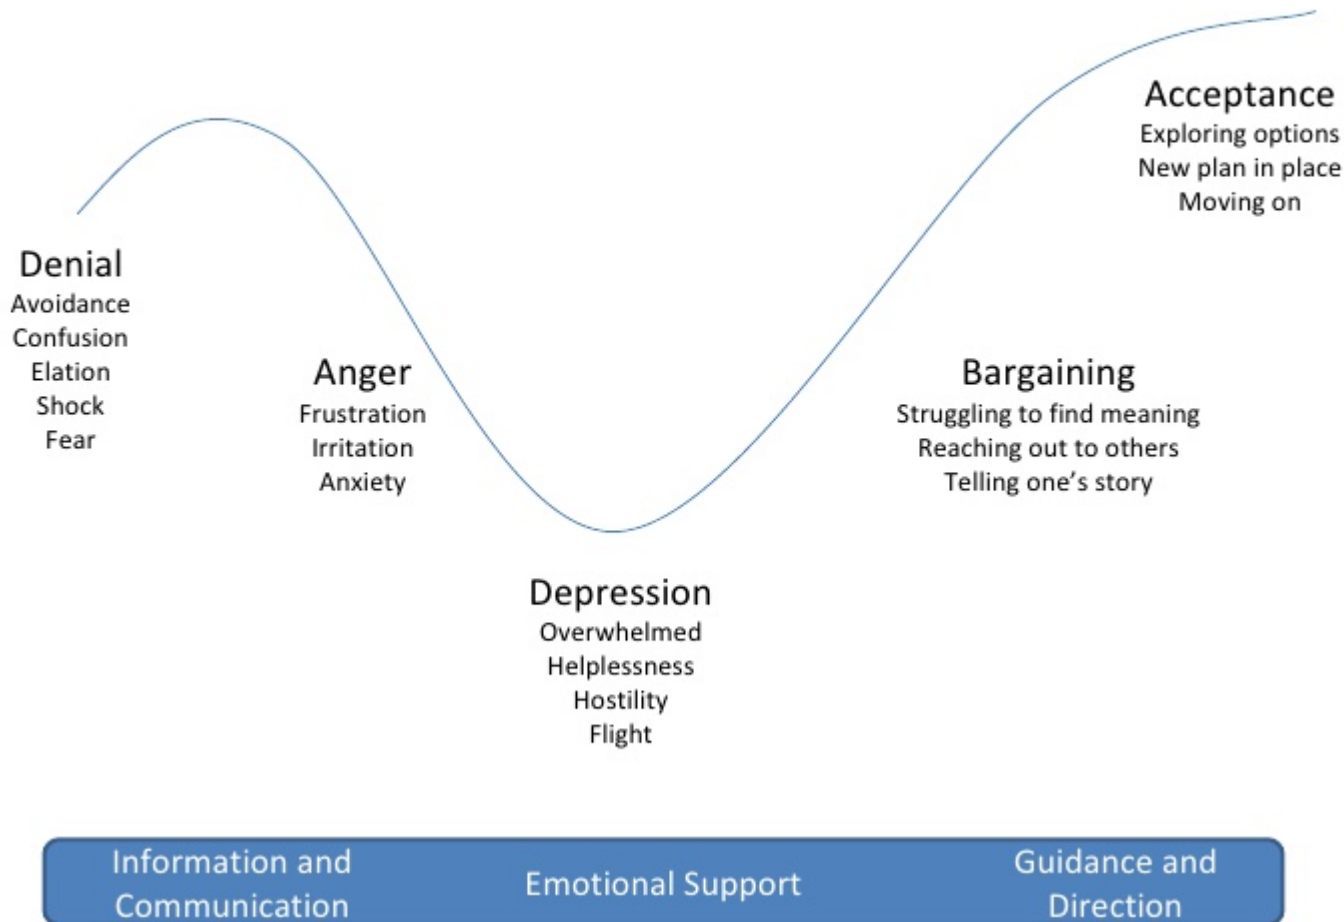 Denial
Avoidance
Confusion
Elation
Shock
Fear
Anger
Frustration
Irritation
Anxiety
Depression
Overwhelmed
Helplessness
Hostility
Flight
Bargaining
Struggling to find meaning
Reaching out to others
Telling one’s story
Acceptance
Exploring options
New plan in place
Moving on
Information and
Communication
Emotional Support
Guidance and
Direction